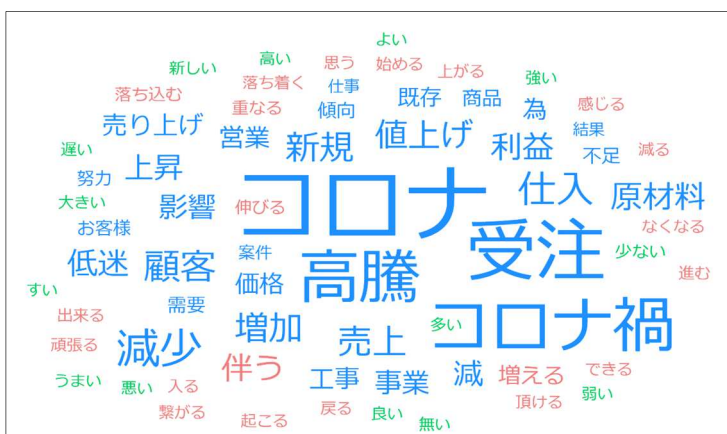 よい
新しい
高い
思う
始める
上がる
落ち込む
落ち着く
仕事
強い
重なる
傾向
既存
商品
為
感じる
売り上げ
営業
新規
値上げ
利益
結果
遅い
上昇
不足
減る
努力
コロナ
仕入
原材料
大きい
影響
伸びる
お客様
受注
なくなる
低迷
顧客
案件
高騰
少ない
価格
進む
すい
需要
コロナ禍
出来る
増加
多い
頑張る
減少
売上
伴う
工事
事業
減
増える
できる
うまい
悪い
入る
頂ける
弱い
繋がる
起こる
戻る
良い
無い